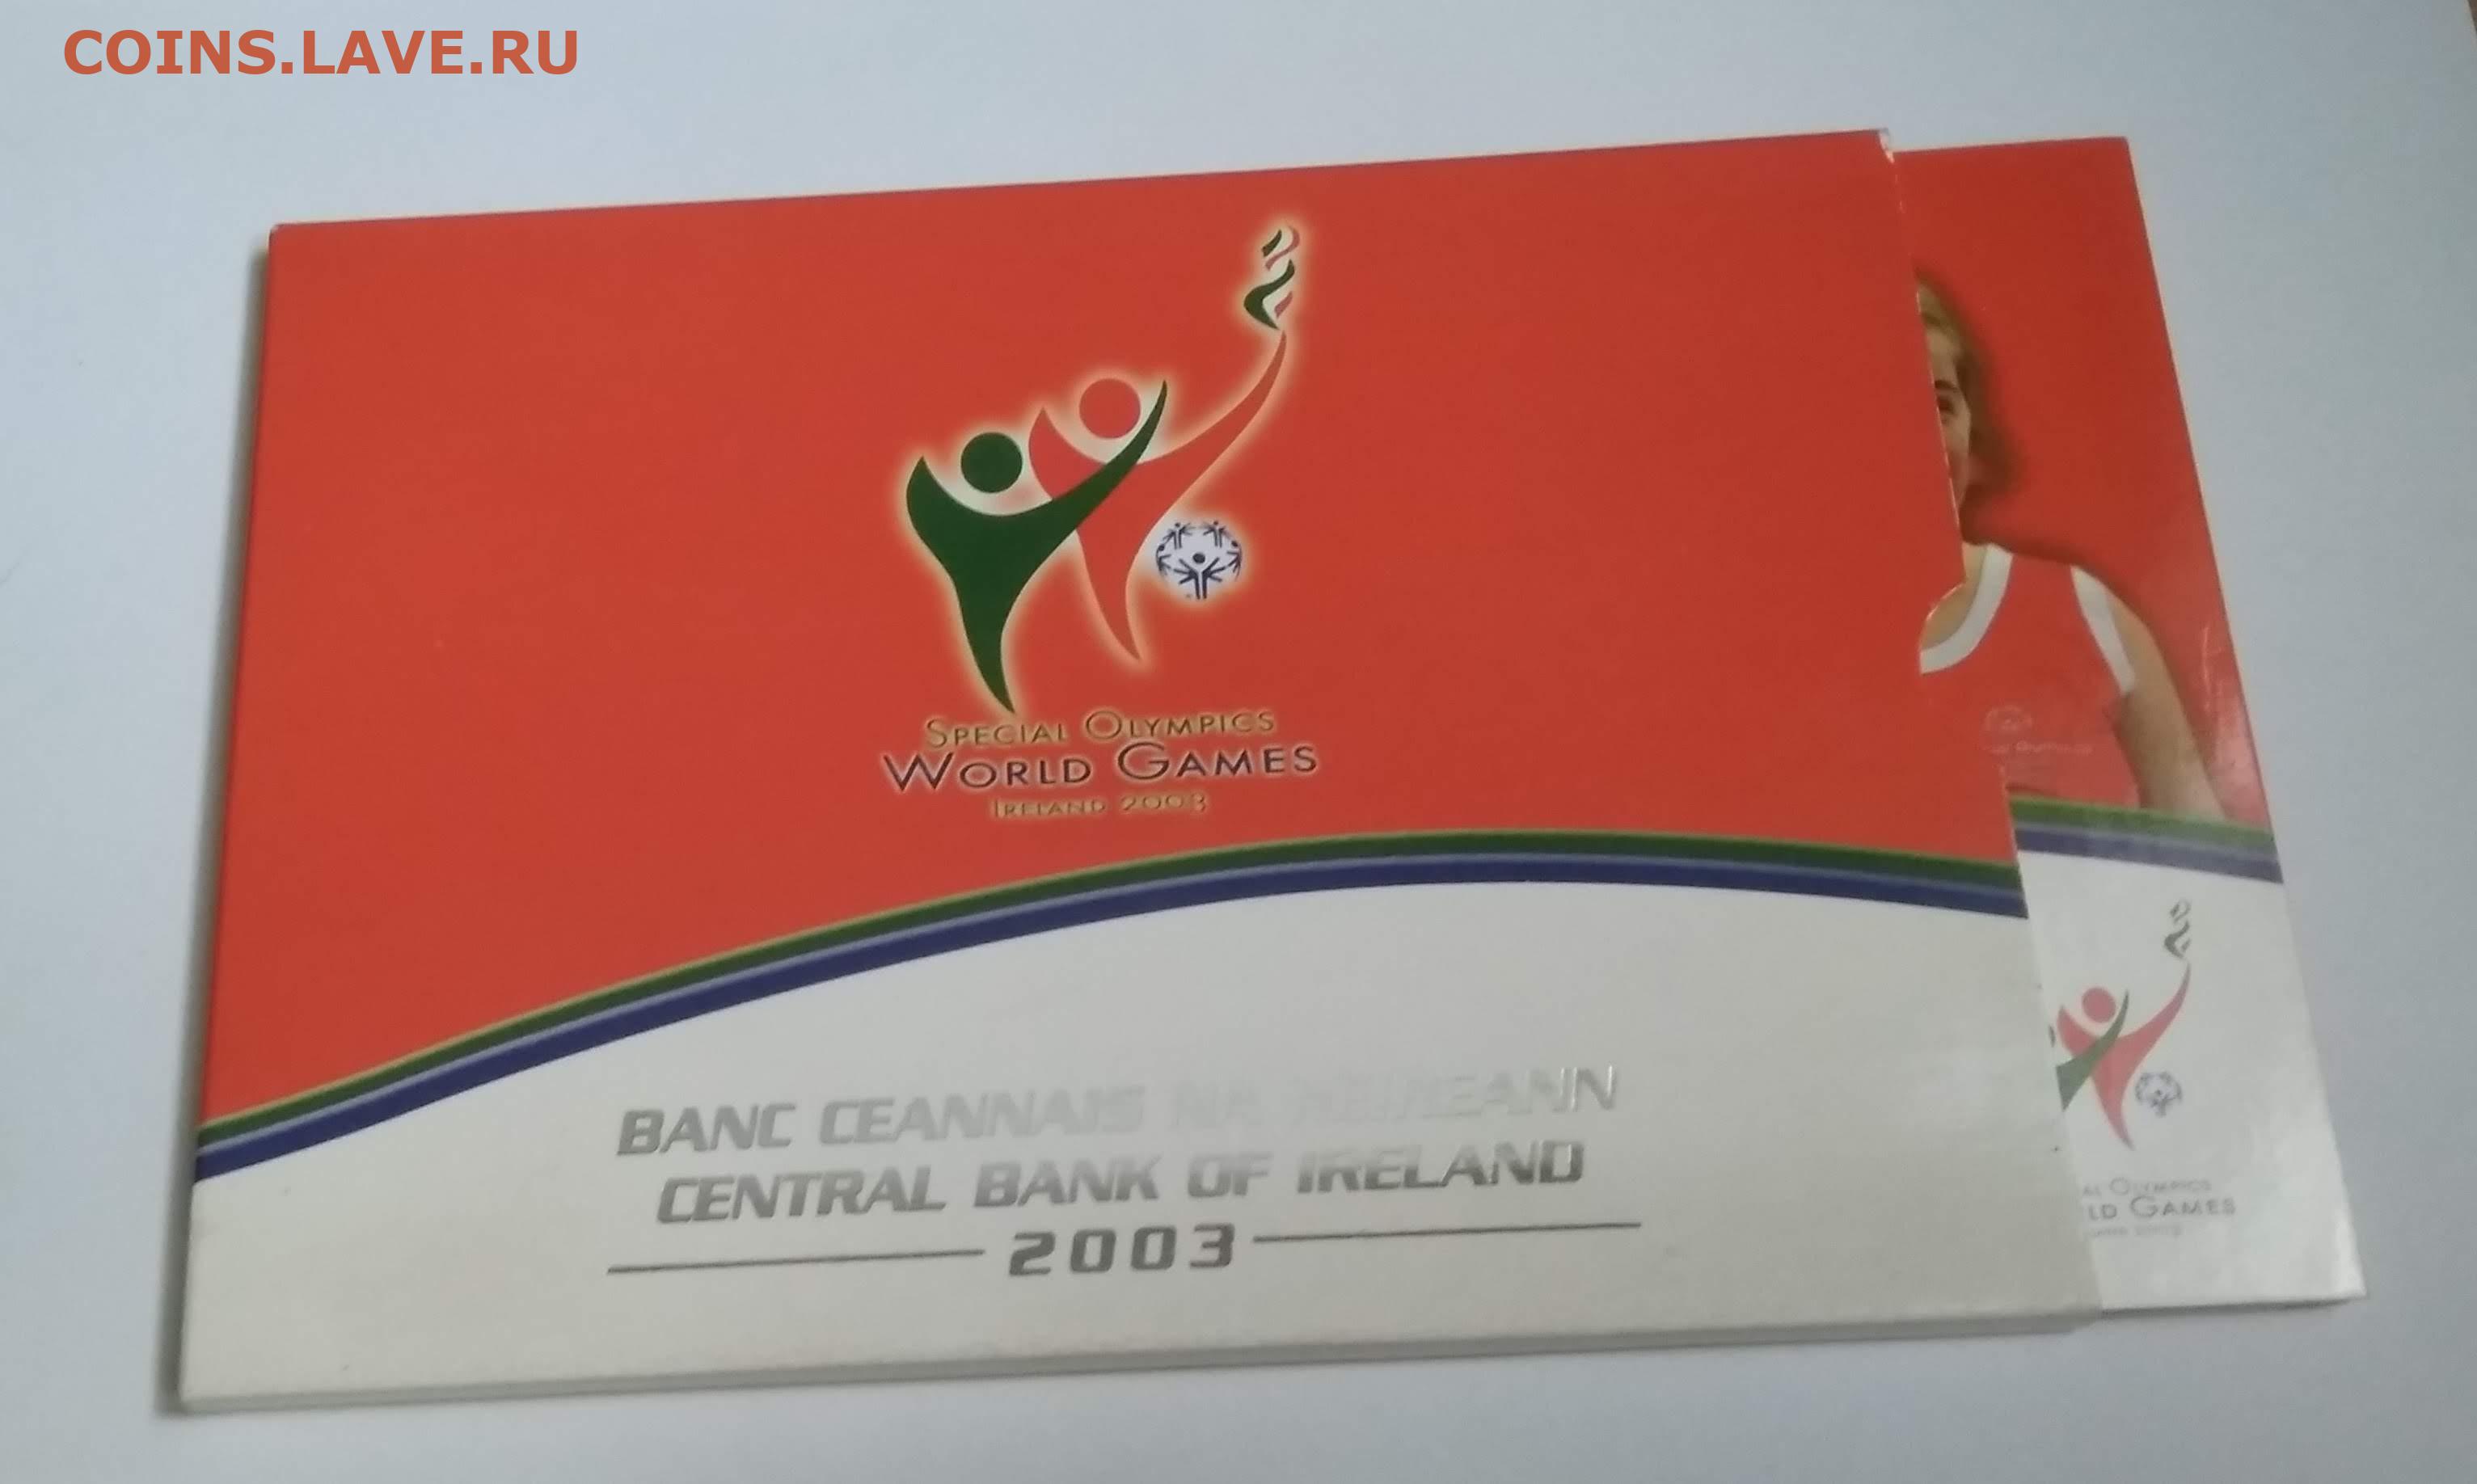 COINS.LAVE.RU
SPECIAL OLYMPICS
WORLD GAMES
IRELAND 2003
BANC CEANNAIS NA HÉIREANN
CENTRAL BANK OF IRELAND
2003
OLYMPICS
GAMES